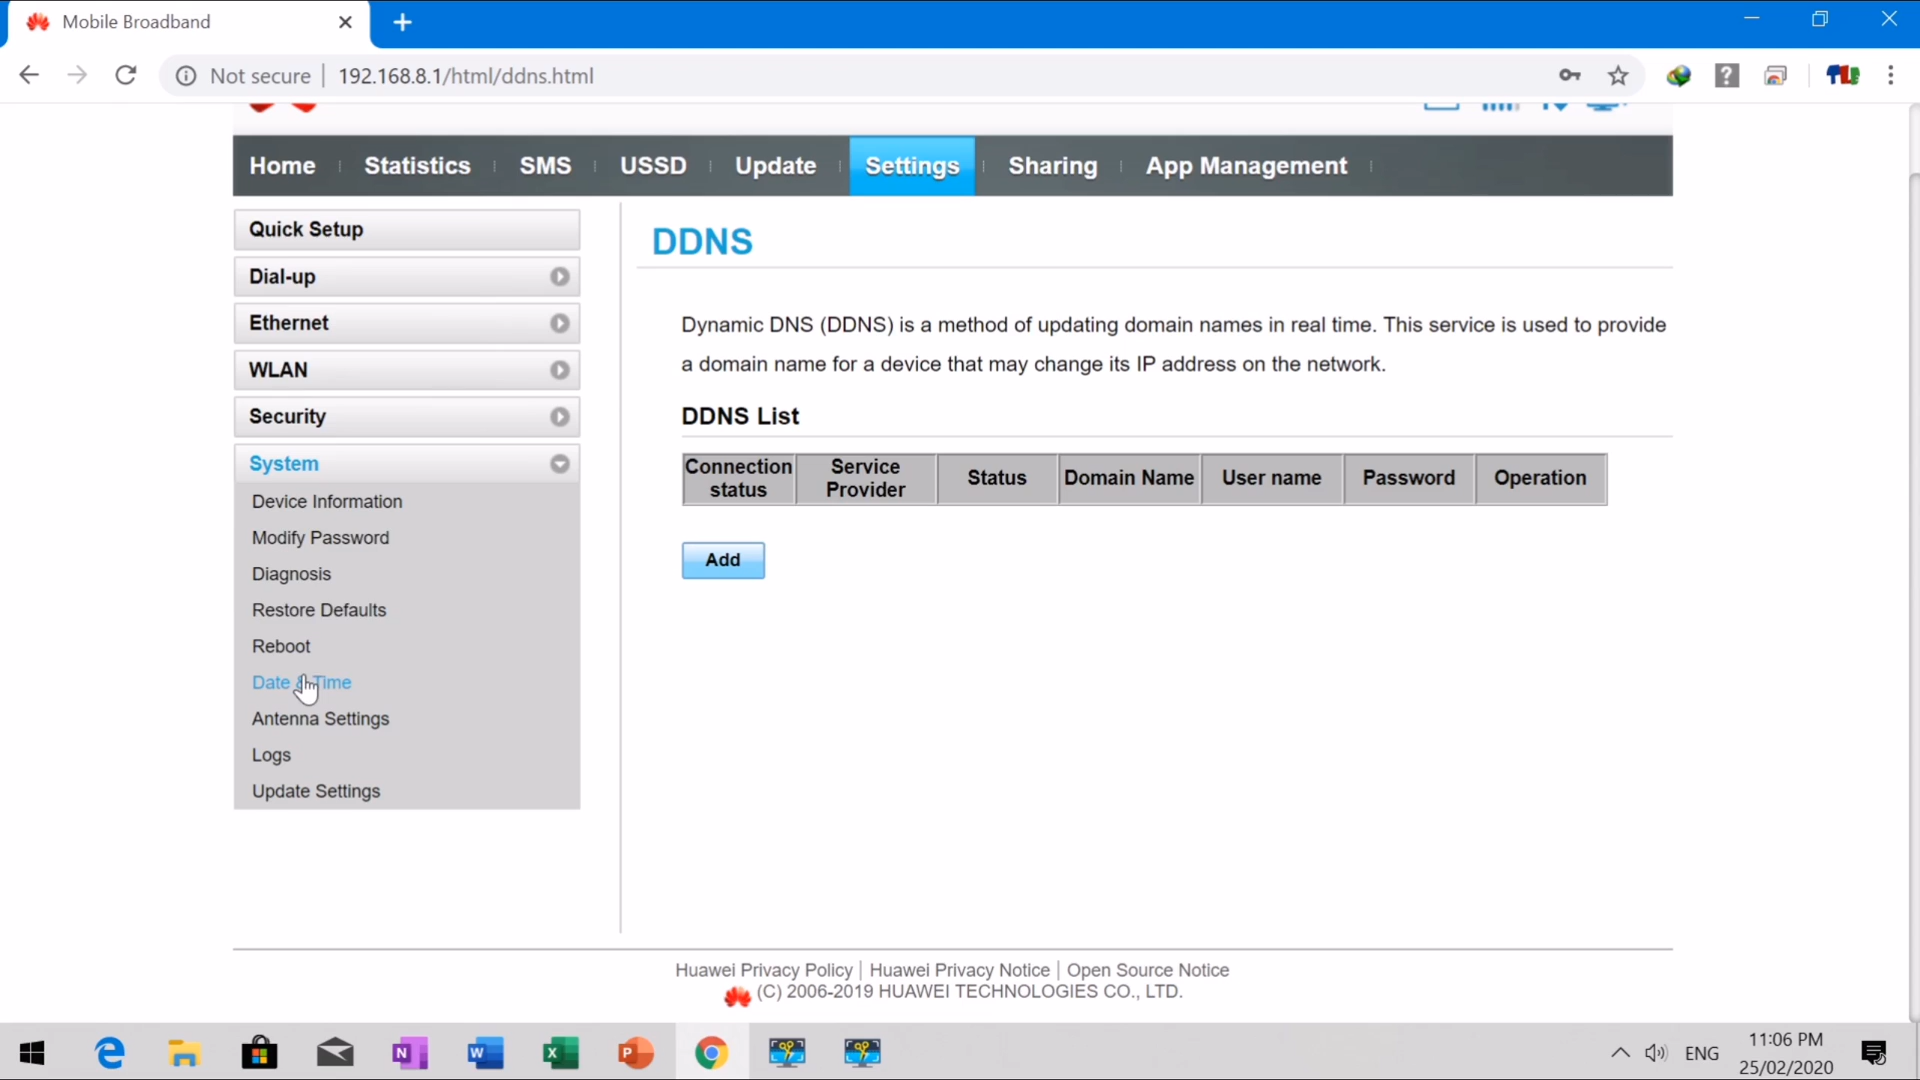 Mobile Broadband
Not secure
192.168.8.1/html/ddns.html
Home
Statistics
SMS
USSD
Update
Settings
Sharing
App Management
Quick Setup
Dial-up
Ethernet
WLAN
Security
System
Device Information
Modify Password
Diagnosis
Restore Defaults
Reboot
Date & Time
Antenna Settings
Logs
Update Settings
DDNS
Dynamic DNS (DDNS) is a method of updating domain names in real time. This service is used to provide
a domain name for a device that may change its IP address on the network.
DDNS List
Connection status
Service Provider
Status
Domain Name
User name
Password
Operation
Add
Huawei Privacy Policy | Huawei Privacy Notice | Open Source Notice
(C) 2006-2019 HUAWEI TECHNOLOGIES CO., LTD.
ENG
11:06 PM
25/02/2020